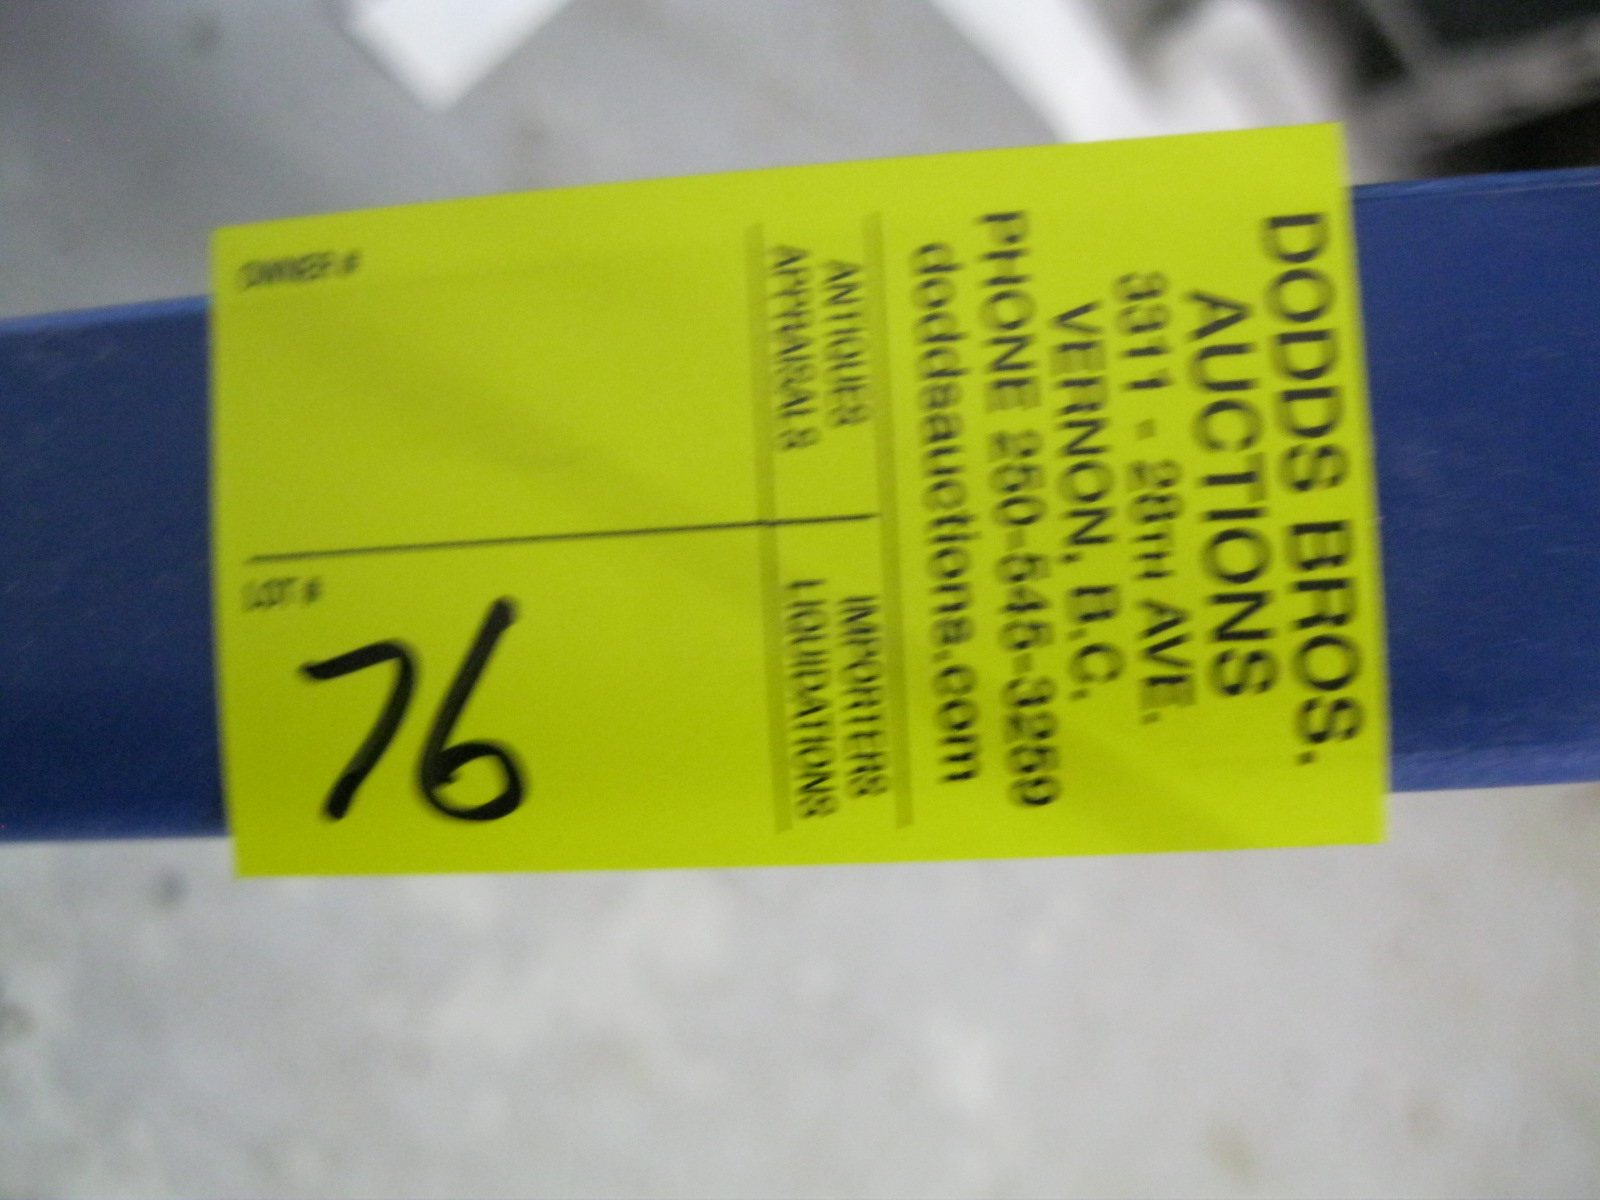 DODDS BROS.
AUCTIONS
3311 - 28TH AVE.
VERNON, B.C.
PHONE 250-545-3259
doddsauctions.com
ANTIQUES IMPORTERS
APPRAISALS LIQUIDATIONS
OWNER #
LOT #
76